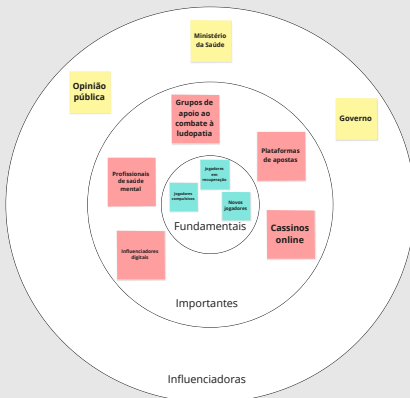 Ministério
da Saúde
Opinião
pública
Governo
Grupos de
apoio ao
combate à
ludopatia
Plataformas
de apostas
Profissionais
de saúde
mental
Jogadores
em
recuperação
Jogadores
compulsivos
Novos
jogadores
Fundamentais
Cassinos
online
Influenciadores
digitais
Importantes
Influenciadoras